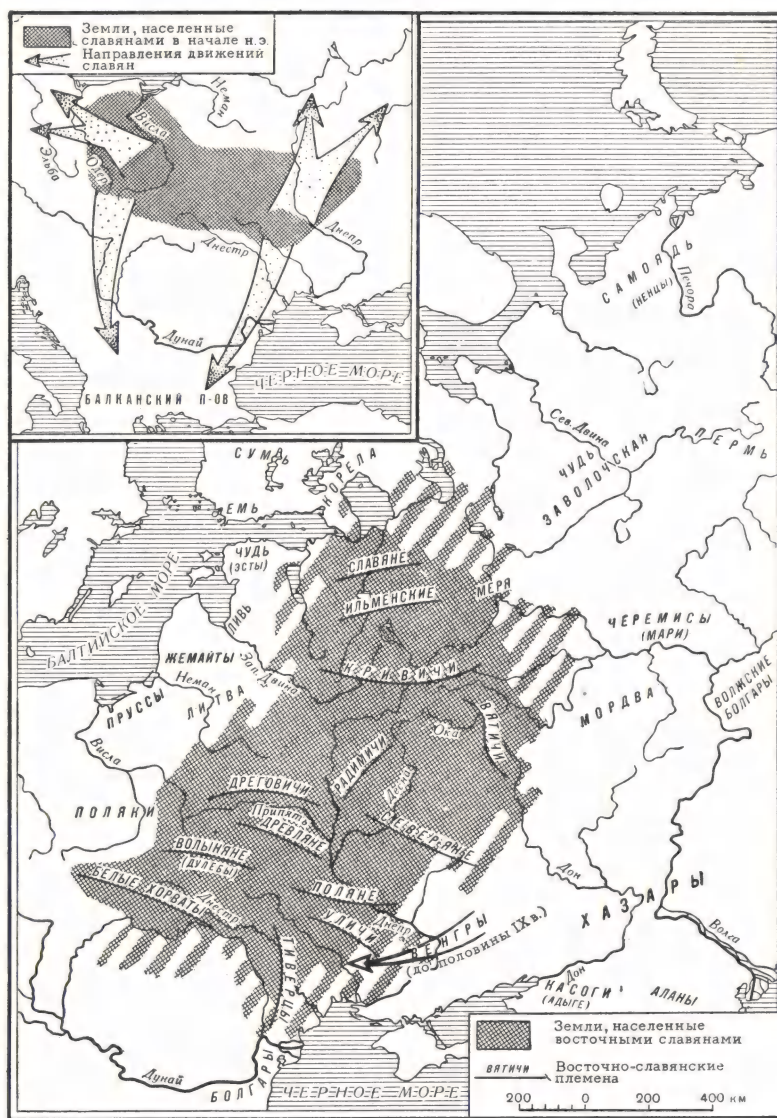 Земли, населенные
славянами в начале н.э.
Направления движений
славян
Неман
Висла
Эльба
Одер
Днестр
Днепр
Дунай
ЧЕРНОЕ МОРЕ
БАЛКАНСКИЙ П-ОВ
САМОЯДЬ
(НЕНЦЫ)
Печора
Сев. Двина
ПЕРМЬ
ЧУДЬ
ЗАВОЛОЧСКАЯ
СУМЬ
КОРЕЛА
ЕМЬ
ЧУДЬ
(ЭСТЫ)
СЛАВЯНЕ
ИЛЬМЕНСКИЕ
МЕРЯ
БАЛТИЙСКОЕ МОРЕ
ЛИВЬ
ЧЕРЕМИСЫ
(МАРИ)
ЖЕМАЙТЫ
Зап. Двина
КРИВИЧИ
ВОЛЖСКИЕ
БОЛГАРЫ
ПРУССЫ
Неман
ЛИТВА
МОРДВА
Ока
ВЯТИЧИ
Висла
РАДИМИЧИ
Десна
ДРЕГОВИЧИ
ПОЛЯКИ
Припять
ДРЕВЛЯНЕ
СЕВЕРЯНЕ
ВОЛЫНЯНЕ
(ДУЛЕБЫ)
БЕЛЫЕ ХОРВАТЫ
Днестр
ПОЛЯНЕ
Дон
ХАЗАРЫ
УЛИЧИ
Днепр
ВЕНГРЫ
(до половины IX в.)
Волга
ТИВЕРЦЫ
Дон
КАСОГИ
(АДЫГЕ)
АЛАНЫ
Дунай
БОЛГАРЫ
ЧЕРНОЕ МОРЕ
Земли, населенные
восточными славянами
ВЯТИЧИ
Восточно-славянские
племена
200 0 200 400 км